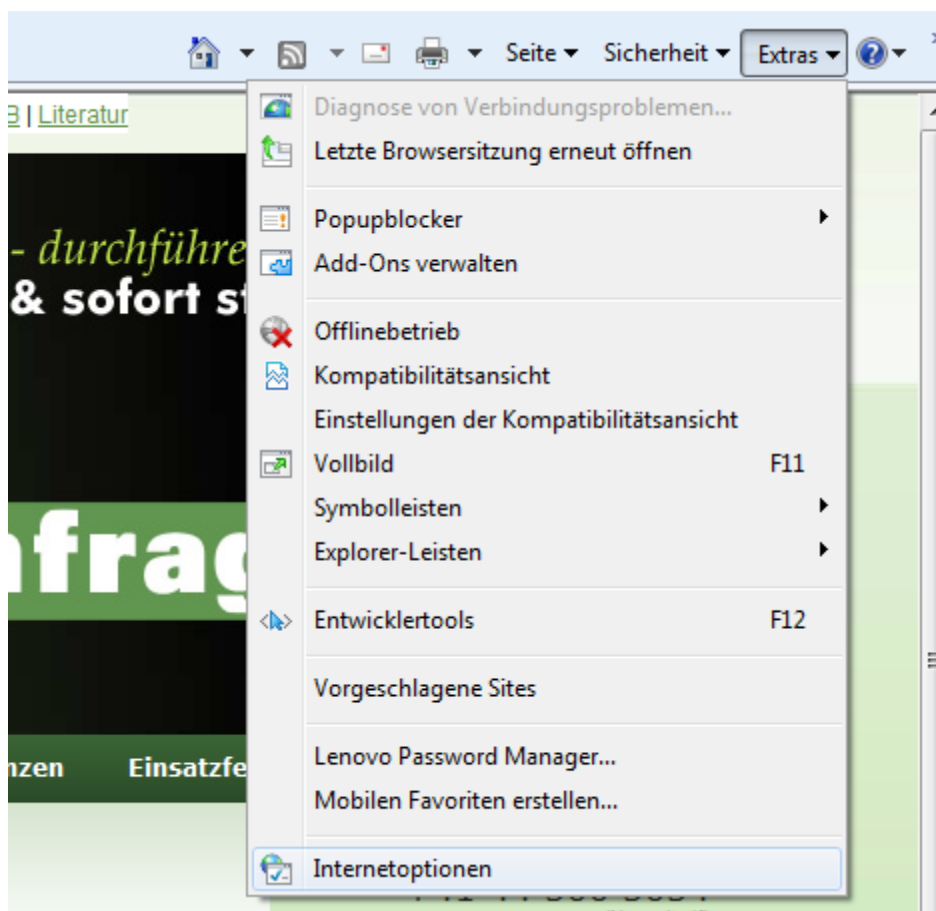 Seite Sicherheit Extras
B | Literatur
Diagnose von Verbindungsproblemen...
Letzte Browsersitzung erneut öffnen
Popupblocker
- durchführe
Add-Ons verwalten
& sofort
Offlinebetrieb
Kompatibilitätsansicht
Einstellungen der Kompatibilitätsansicht
Vollbild F11
Symbolleisten
Explorer-Leisten
frag
Entwicklertools F12
Vorgeschlagene Sites
Lenovo Password Manager...
nzen Einsatzfe
Mobilen Favoriten erstellen...
Internetoptionen